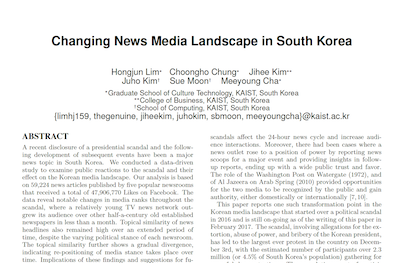 Changing News Media Landscape in South Korea
Hongjun Lim⋆ Choongho Chung⋆ Jihee Kim⋆⋆
Juho Kim† Sue Moon† Meeyoung Cha⋆
⋆Graduate School of Culture Technology, KAIST, South Korea
⋆⋆College of Business, KAIST, South Korea
†School of Computing, KAIST, South Korea
{limhj159, thegenuine, jiheekim, juhokim, sbmoon, meeyoungcha}@kaist.ac.kr
ABSTRACT
A recent disclosure of a presidential scandal and the fol-
lowing development of subsequent events have been a major
news topic in South Korea. We conducted a data-driven
study to examine public reactions to the scandal and their
effect on the Korean media landscape. Our analysis is based
on 59,224 news articles published by five popular newsrooms
that received a total of 47,906,770 Likes on Facebook. The
data reveal notable changes in media ranks throughout the
scandal, where a relatively young TV news network out-
grew its audience over other half-century old established
newspapers in less than a month. Topical similarity of news
headlines also remained high over an extended period of
time, despite the varying political stance of each newsroom.
The topical similarity further shows a gradual divergence,
indicating re-positioning of media stance takes place over
time. Implications of these findings and suggestions for fu-
scandals affect the 24-hour news cycle and increase audi-
ence interactions. Moreover, there had been cases where a
news outlet rose to a position of power by reporting news
scoops for a major event and providing insights in follow-
up reports, ending up with a wide public trust and favor.
The role of the Washington Post on Watergate (1972), and
of Al Jazeera on Arab Spring (2010) provided opportunities
for the two media to be recognized by the public and gain
authority, either domestically or internationally [7, 10].
This paper reports one such transformation point in the
Korean media landscape that started over a political scandal
in 2016 and is still on-going as of the writing of this paper in
February 2017. The scandal, involving allegations for the ex-
tortion, abuse of power, and bribery of the Korean president,
has led to the largest ever protest in the country on Decem-
ber 3rd, with the estimated number of participants over 2.3
million (or 4.5% of South Korea's population) gathering for